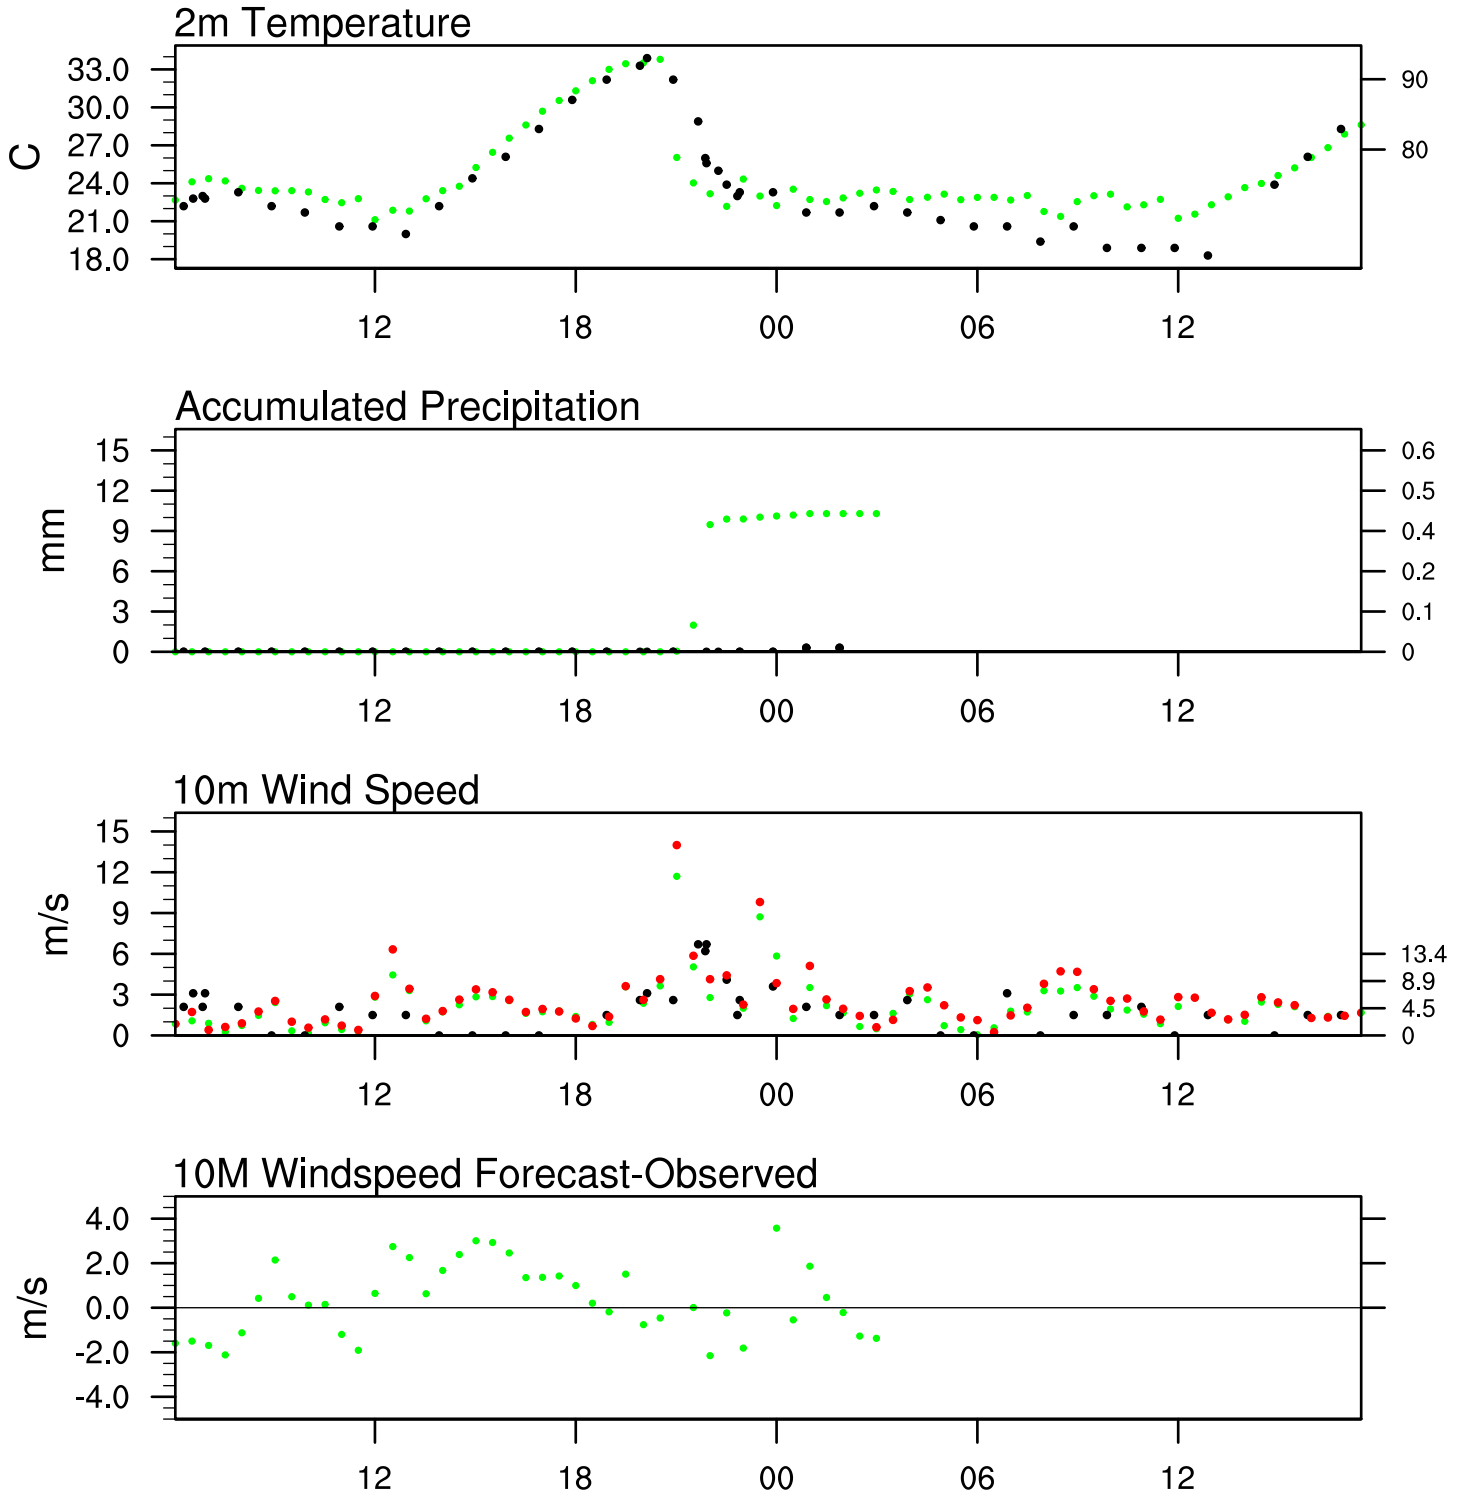 2m Temperature
C
33.0
30.0
27.0
24.0
21.0
18.0
90
80
12 18 00 06 12
Accumulated Precipitation
mm
15
12
9
6
3
0
0.6
0.5
0.4
0.2
0.1
0
12 18 00 06 12
10m Wind Speed
m/s
15
12
9
6
3
0
13.4
8.9
4.5
0
12 18 00 06 12
10M Windspeed Forecast-Observed
m/s
4.0
2.0
0.0
-2.0
-4.0
12 18 00 06 12